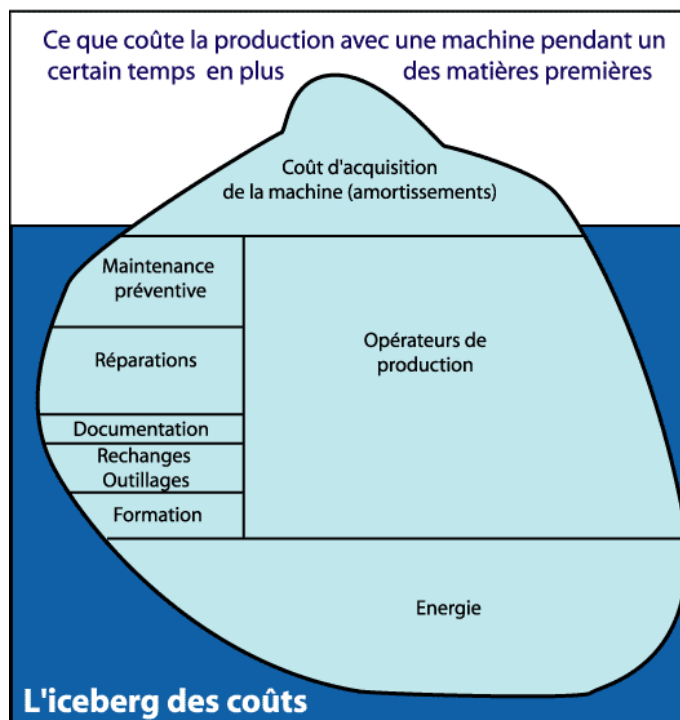 Ce que coûte la production avec une machine pendant un
certain temps en plus des matières premières
Coût d'acquisition
de la machine (amortissements)
Maintenance
préventive
Réparations
Documentation
Rechanges
Outillages
Formation
Opérateurs de
production
Energie
L'iceberg des coûts